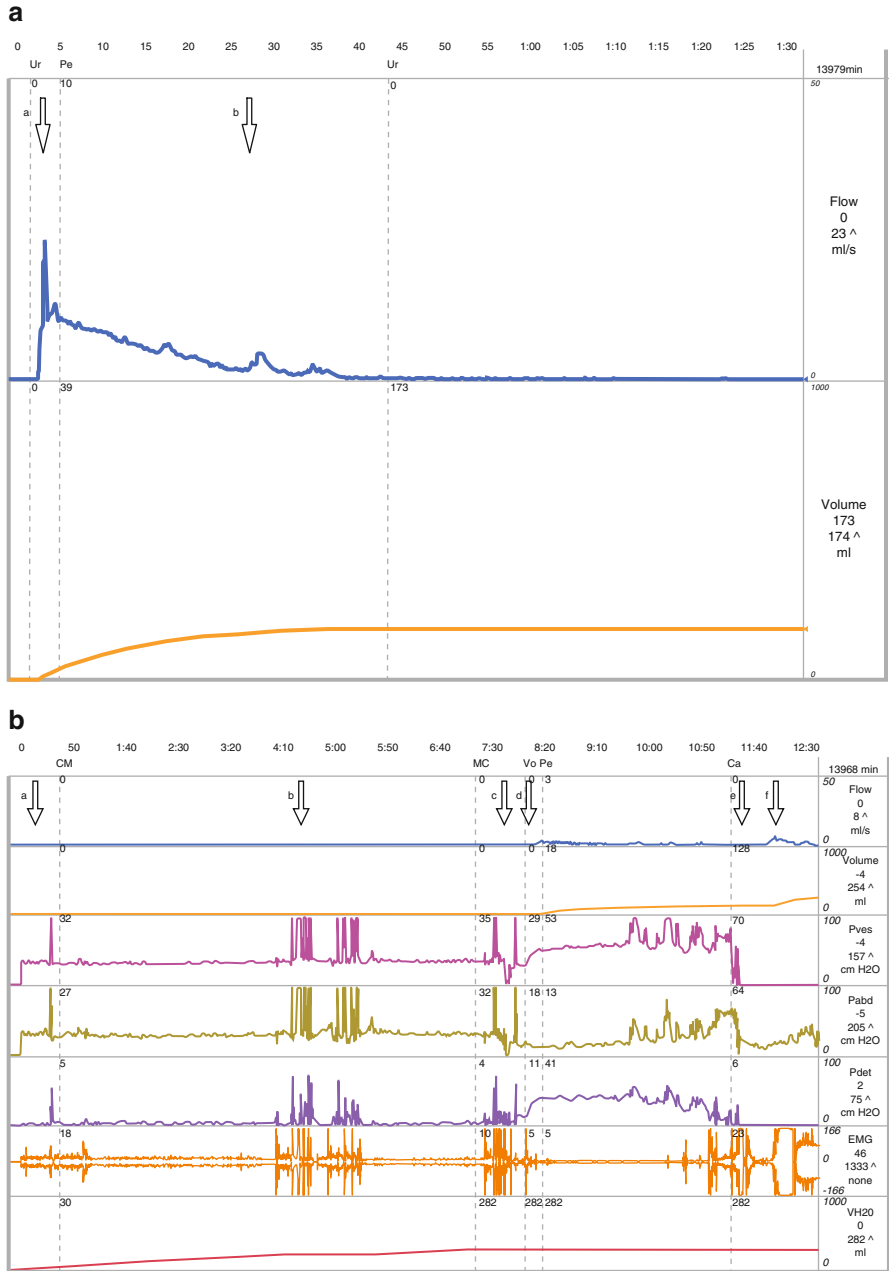 a
0 5 10 15 20 25 30 35 40 45 50 55 1:00 1:05 1:10 1:15 1:20 1:25 1:30
Ur Pe Ur 13979min
0 10 0 50
a b
Flow
0
23 ^
ml/s
0
0 39 173 1000
Volume
173
174 ^
ml
0
b
0 50 1:40 2:30 3:20 4:10 5:00 5:50 6:40 7:30 8:20 9:10 10:00 10:50 11:40 12:30
CM MC Vo Pe Ca 13968 min
0 0 0 3 0 50
a b c d e f
Flow
0
8 ^
ml/s
0
0 0 0 18 128 1000
Volume
-4
254 ^
ml
0
32 35 29 53 70 100
Pves
-4
157 ^
cm H2O
0
27 32 18 13 64 100
Pabd
-5
205 ^
cm H2O
0
5 4 11 41 6 100
Pdet
2
75 ^
cm H2O
0
18 10 5 5 23 166
EMG
0 46
1333 ^
none
-166
30 282 282 282 282 1000
VH20
0
282 ^
ml
0